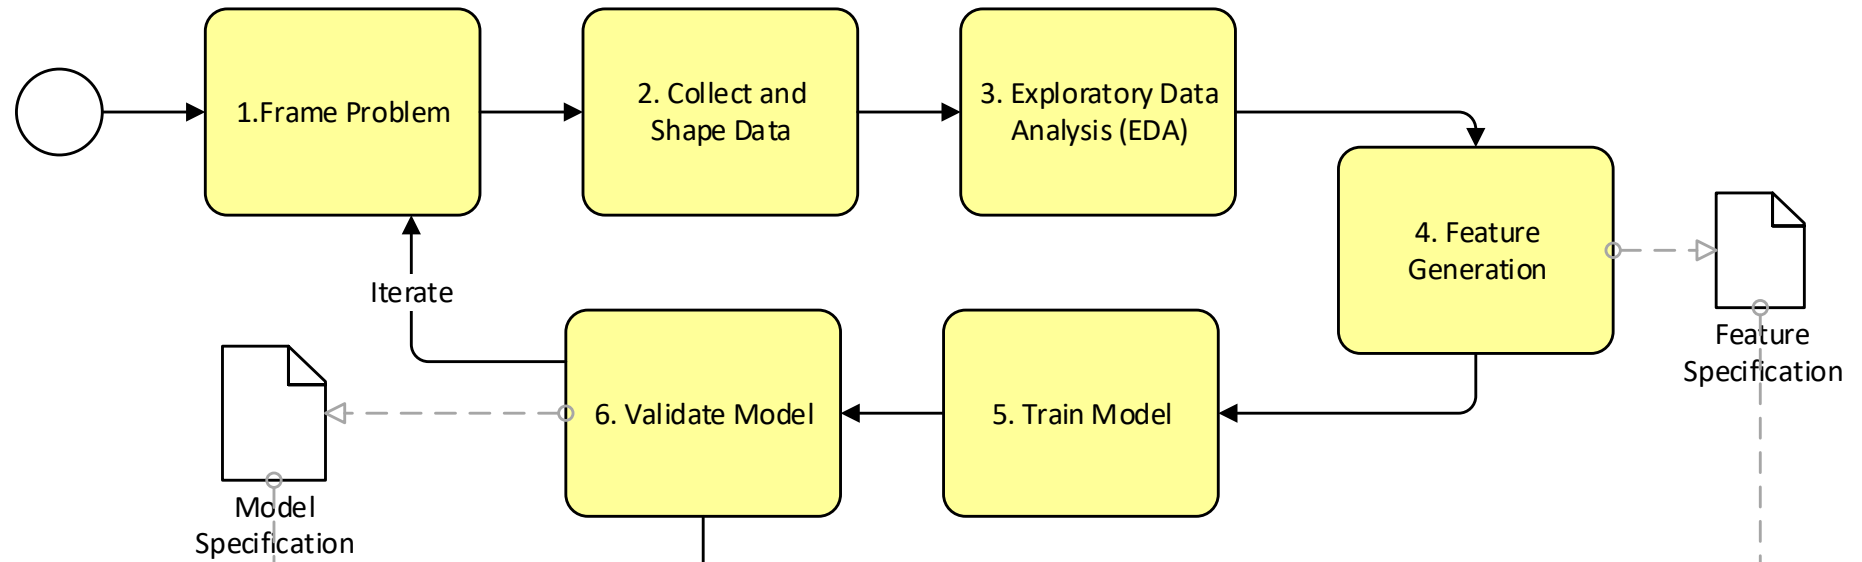 1.Frame Problem
2. Collect and
Shape Data
3. Exploratory Data
Analysis (EDA)
4. Feature
Generation
Feature
Specification
Iterate
6. Validate Model
5. Train Model
Model
Specification